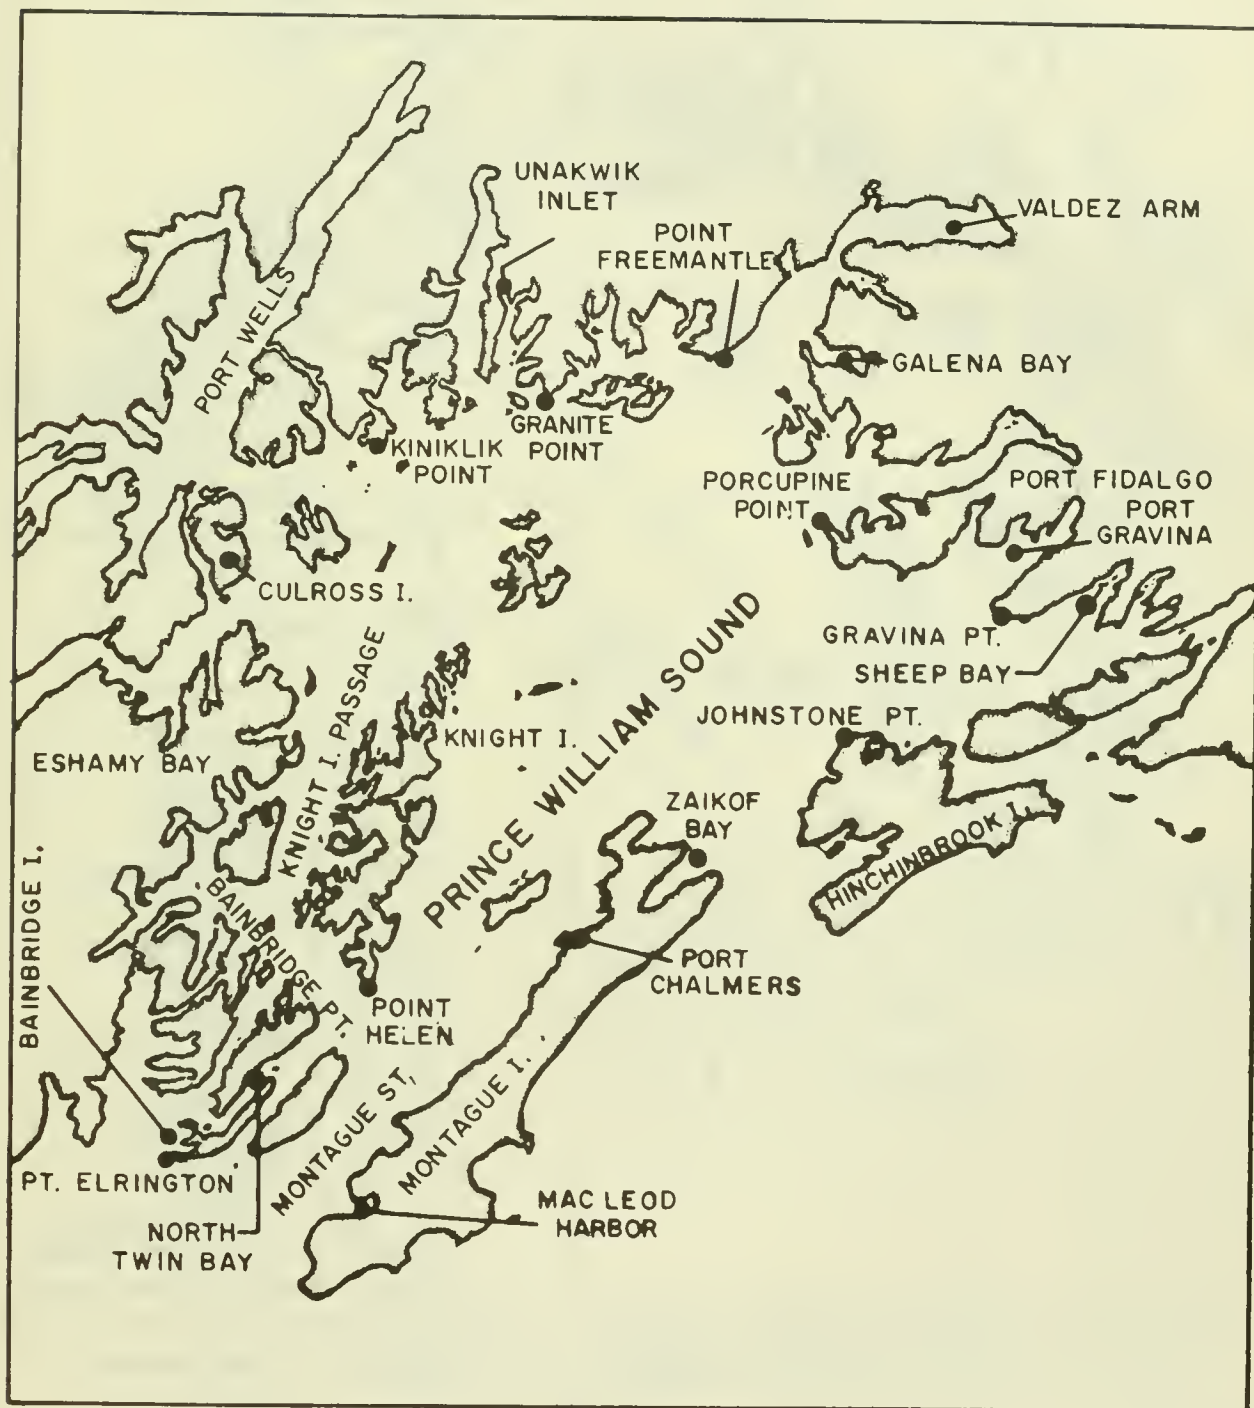 UNAKWIK
INLET
VALDEZ ARM
POINT
FREEMANTLE
PORT WELLS
GALENA BAY
GRANITE
POINT
KINIKLIK
POINT
PORCUPINE
POINT
PORT FIDALGO
PORT
GRAVINA
CULROSS I.
GRAVINA PT.
SHEEP BAY
KNIGHT I. PASSAGE
KNIGHT I.
PRINCE WILLIAM SOUND
JOHNSTONE PT.
ESHAMY BAY
ZAIKOF
BAY
HINCHINBROOK I.
BAINBRIDGE I.
BAINBRIDGE PT.
PORT
CHALMERS
POINT
HELEN
MONTAGUE ST,
MONTAGUE I.
PT. ELRINGTON
NORTH
TWIN BAY
MAC LEOD
HARBOR